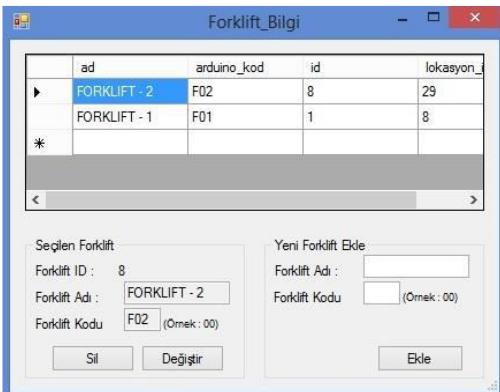 Forklift_Bilgi
ad arduino_kod id lokasyon_i
FORKLIFT - 2 F02 8 29
FORKLIFT - 1 F01 1 8
Seçilen Forklift
Forklift ID : 8
Forklift Adı : FORKLIFT - 2
Forklift Kodu F02 (Örnek : 00)
Sil Değiştir
Yeni Forklift Ekle
Forklift Adı :
Forklift Kodu (Örnek : 00)
Ekle